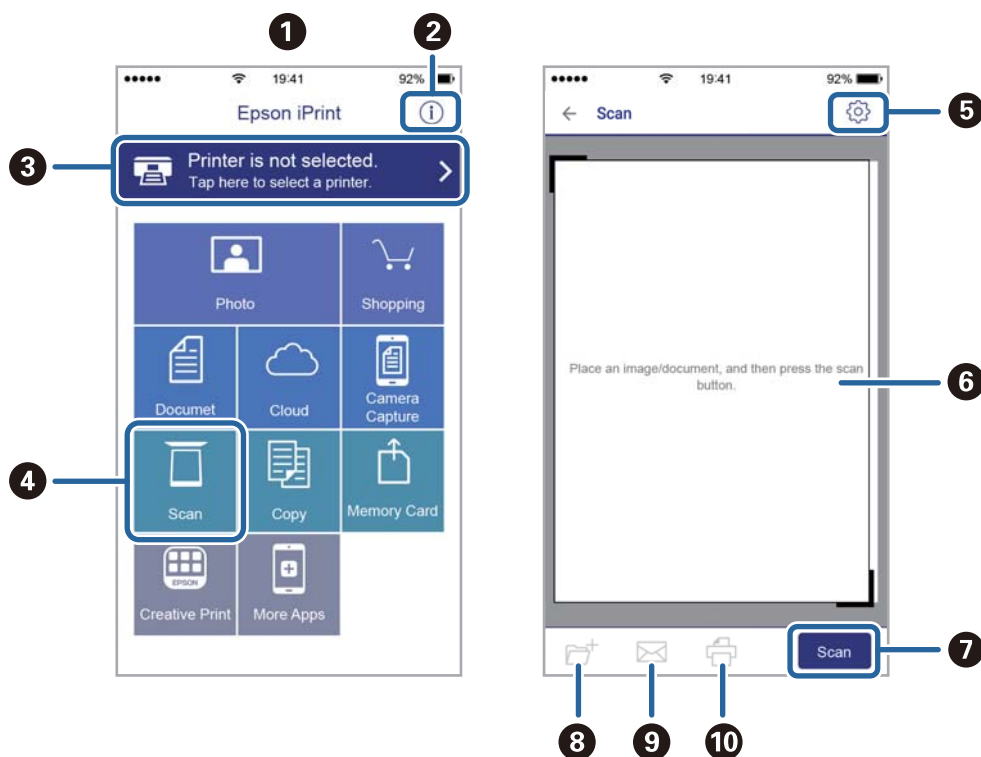 1
2
19:41
92%
Epson iPrint
i
3
Printer is not selected.
Tap here to select a printer.
Photo
Shopping
Documet
Cloud
Camera
Capture
4
Scan
Copy
Memory Card
EPSON
Creative Print
More Apps
19:41
92%
Scan
5
Place an image/document, and then press the scan
button.
6
Scan
7
8
9
10